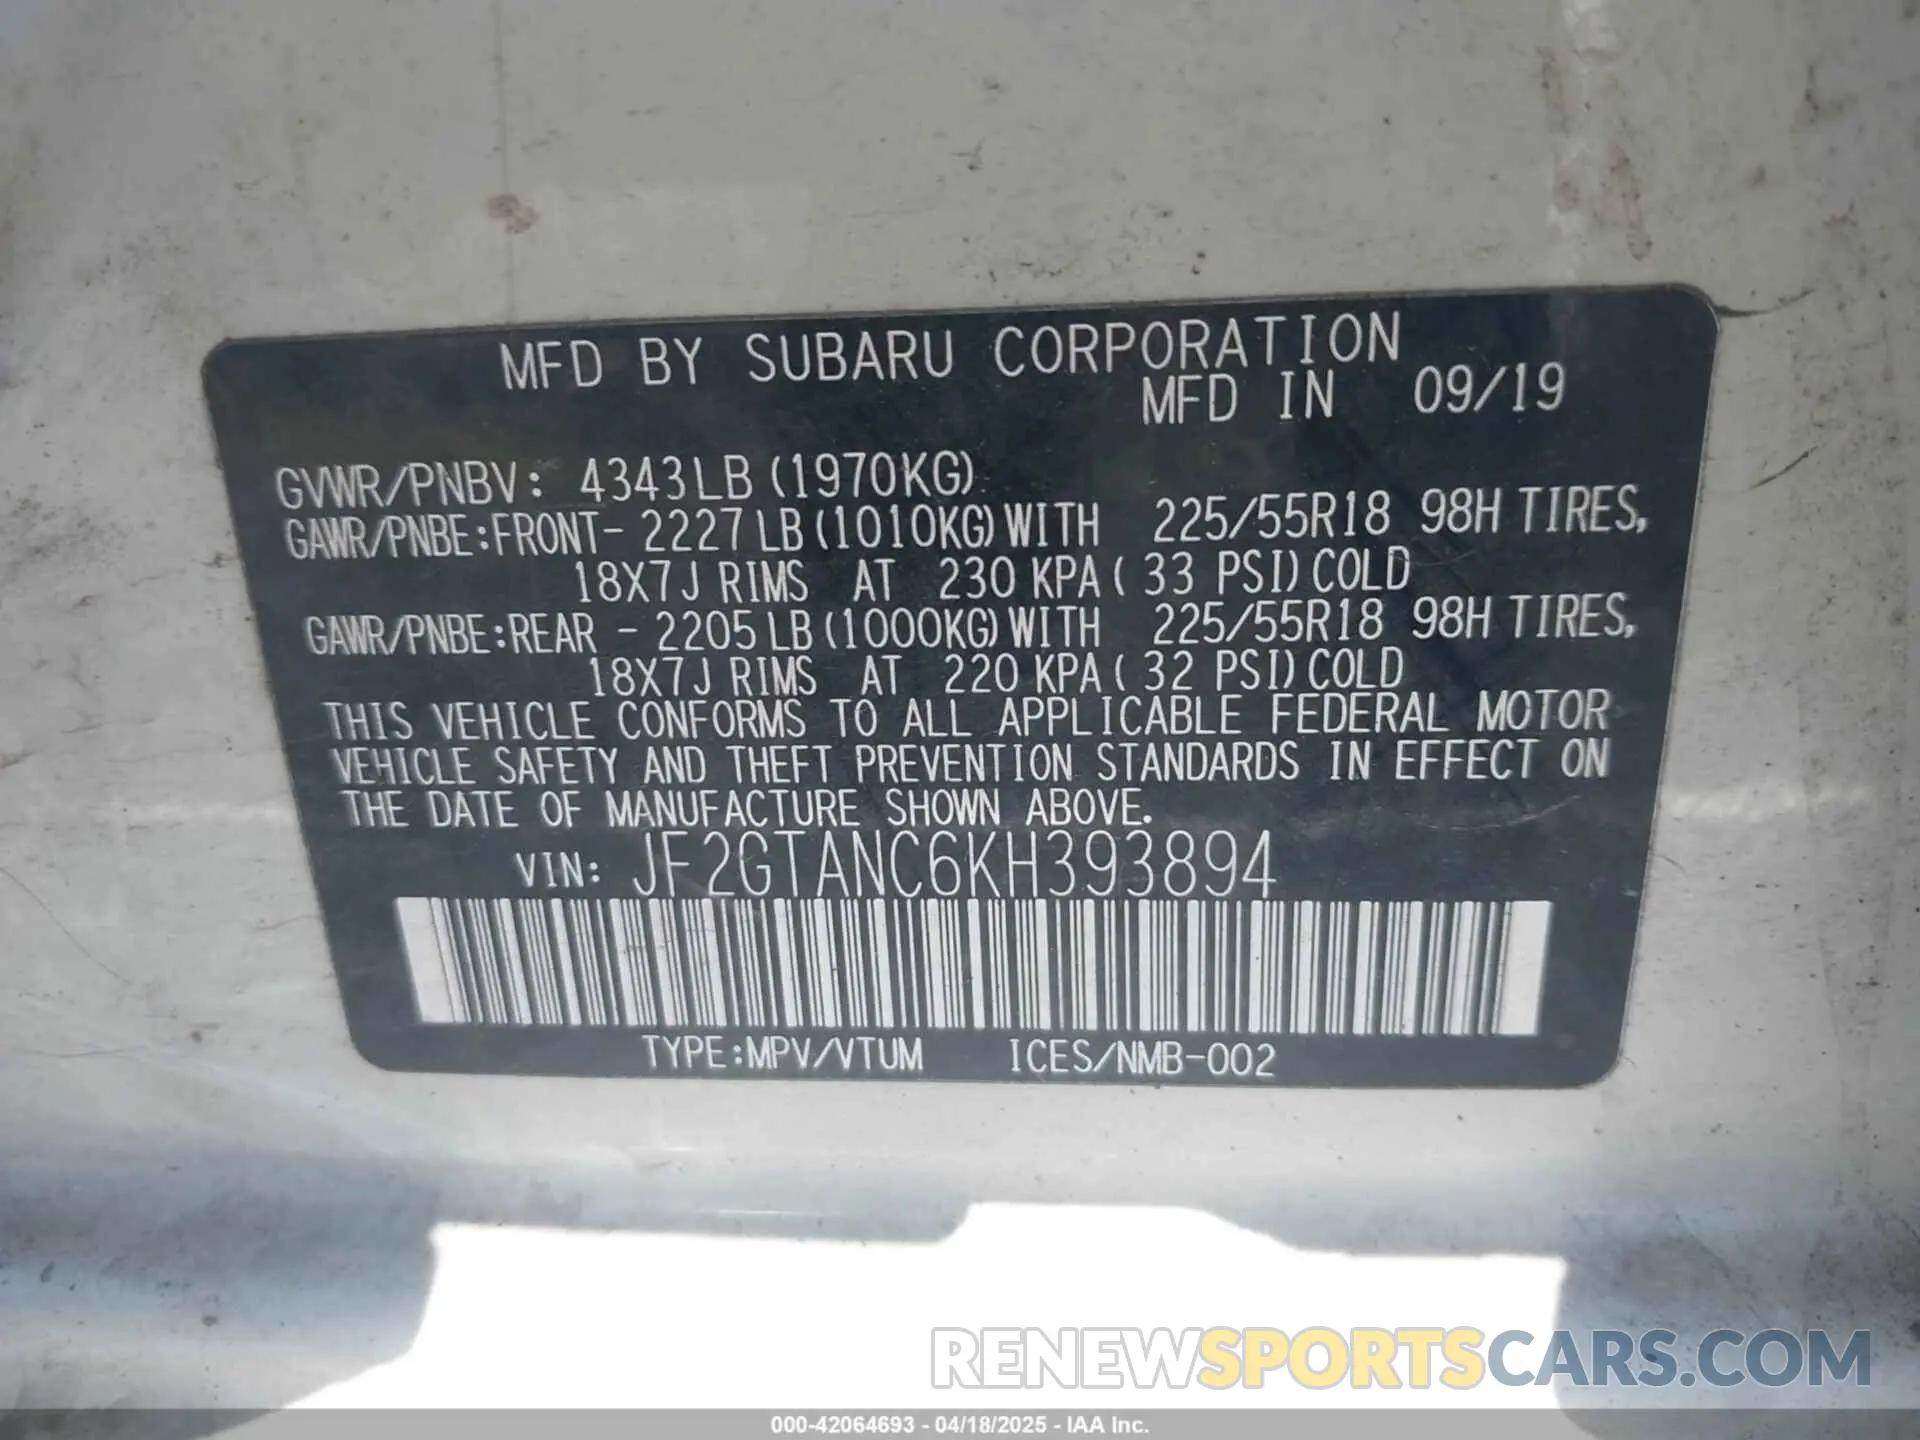 MFD BY SUBARU CORPORATION
MFD IN 09/19
GVWR/PNBV: 4343LB (1970KG)
GAWR/PNBE:FRONT- 2227LB (1010KG) WITH 225/55R18 98H TIRES,
18X7J RIMS AT 230 KPA ( 33 PSI) COLD
GAWR/PNBE:REAR - 2205LB (1000KG) WITH 225/55R18 98H TIRES,
18X7J RIMS AT 220 KPA ( 32 PSI) COLD
THIS VEHICLE CONFORMS TO ALL APPLICABLE FEDERAL MOTOR
VEHICLE SAFETY AND THEFT PREVENTION STANDARDS IN EFFECT ON
THE DATE OF MANUFACTURE SHOWN ABOVE.
VIN: JF2GTANC6KH393894
TYPE:MPV/VTUM ICES/NMB-002
RENEWSPORTSCARS.COM
000-42064693 - 04/18/2025 - IAA Inc.